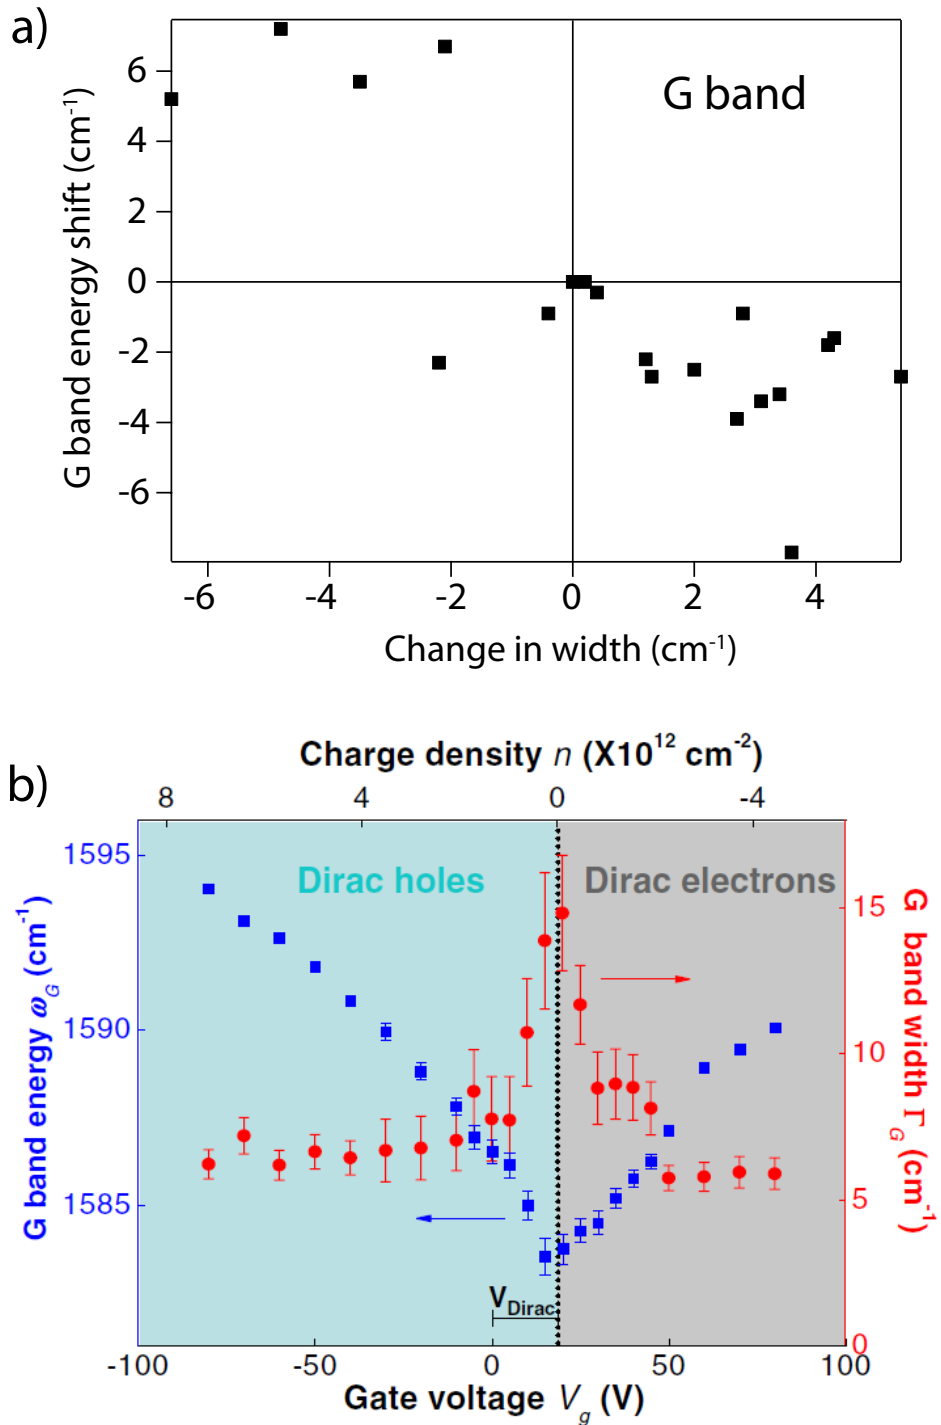 a)
G band energy shift (cm-1)
6
4
2
0
-2
-4
-6
G band
-6 -4 -2 0 2 4
Change in width (cm-1)
b)
Charge density n (X10^12 cm^-2)
8 4 0 -4
G band energy ωG (cm-1)
1595
1590
1585
Dirac holes
Dirac electrons
VDirac
15
10
5
0
G band width ΓG (cm-1)
-100 -50 0 50 100
Gate voltage Vg (V)